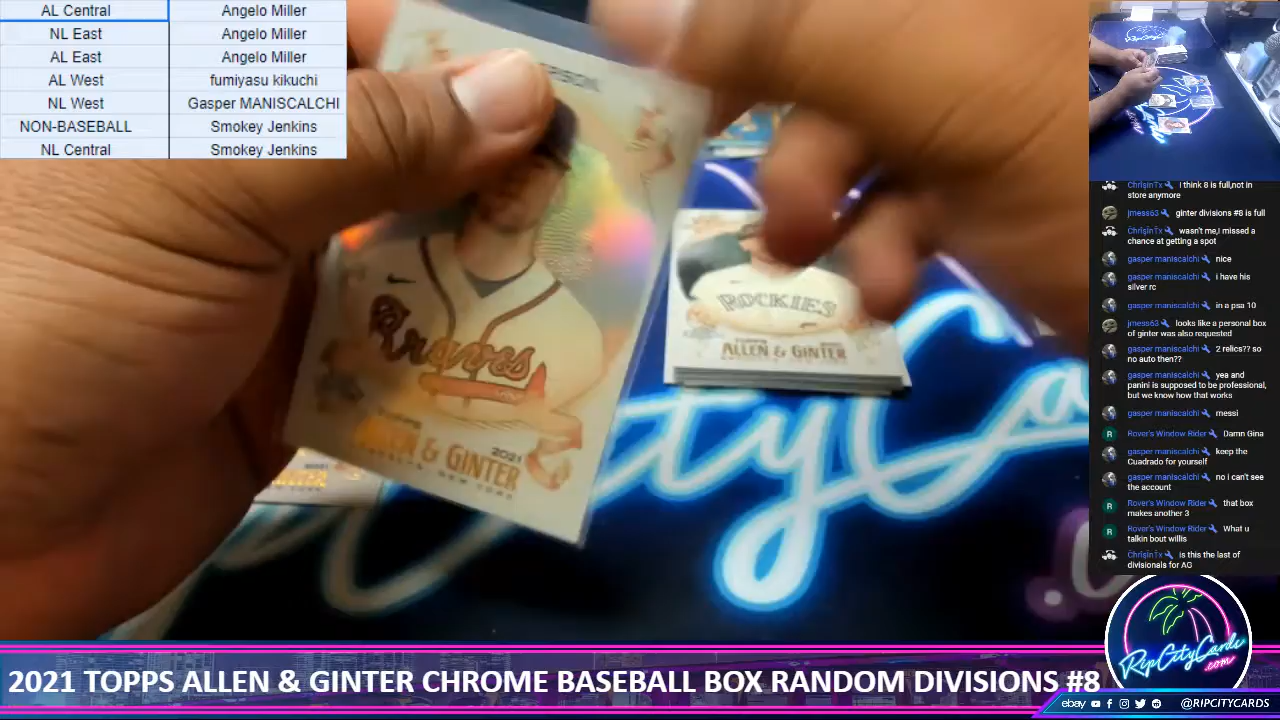 AL Central Angelo Miller
NL East Angelo Miller
AL East Angelo Miller
AL West fumiyasu kikuchi
NL West Gasper MANISCALCHI
NON-BASEBALL Smokey Jenkins
NL Central Smokey Jenkins
Braves
2021
& GINTER
ROCKIES
TOPPS 2021
ALLEN & GINTER
I think 8 is full,not in
store anymore
jmess63 ginter divisions #8 is full
wasn't me,I missed a
chance at getting a spot
gasper maniscalchi nice
gasper maniscalchi i have his
silver rc
gasper maniscalchi in a psa 10
jmess63 looks like a personal box
of ginter was also requested
gasper maniscalchi 2 relics?? so
no auto then??
gasper maniscalchi yea and
panini is supposed to be professional,
but we know how that works
gasper maniscalchi messi
R Rover's Window Rider Damn Gina
gasper maniscalchi keep the
Cuadrado for yourself
gasper maniscalchi no i can't see
the account
R Rover's Window Rider that box
makes another 3
R Rover's Window Rider What u
talkin bout willis
is this the last of
divisionals for AG
RipCityCards
.com
2021 TOPPS ALLEN & GINTER CHROME BASEBALL BOX RANDOM DIVISIONS #8
ebay @RIPCITYCARDS